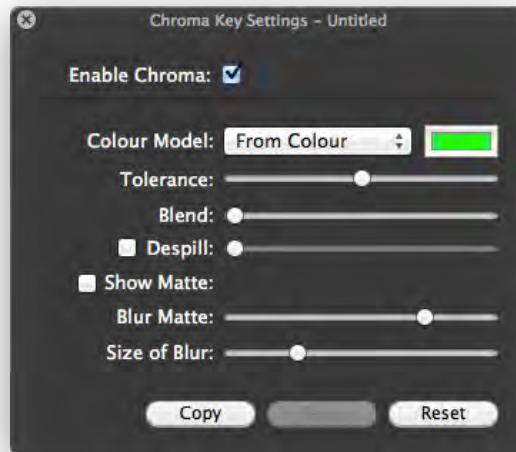 Chroma Key Settings – Untitled
Enable Chroma:
Colour Model: From Colour
Tolerance:
Blend:
Despill:
Show Matte:
Blur Matte:
Size of Blur:
Copy Reset